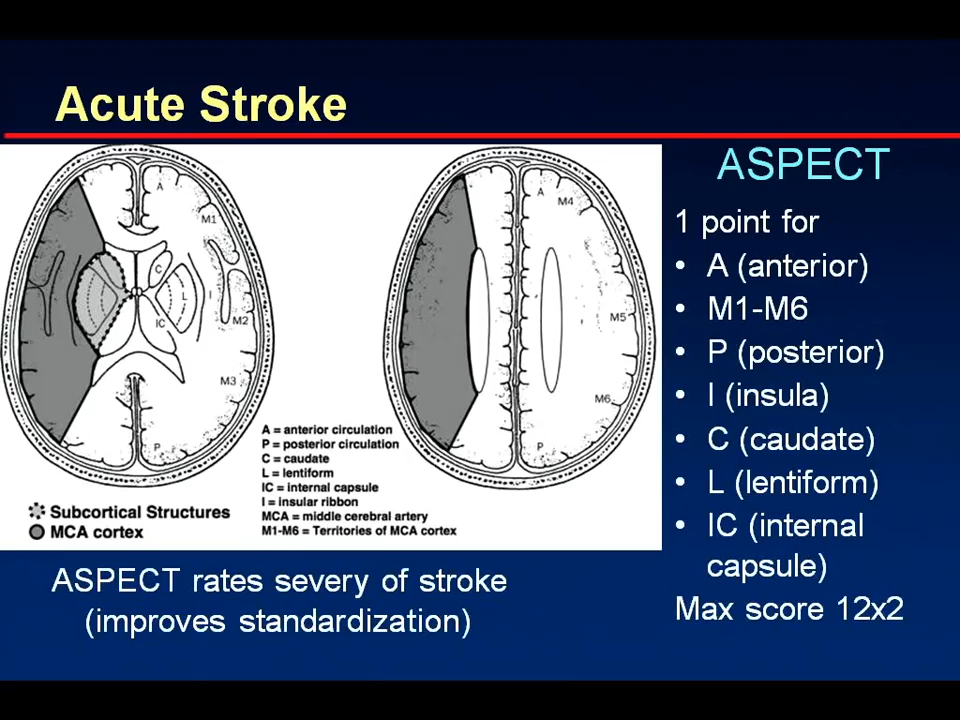 Acute Stroke
A
M1
C
L
I
IC
M2
M3
P
A
M4
M5
M6
P
A = anterior circulation
P = posterior circulation
C = caudate
L = lentiform
IC = internal capsule
I = insular ribbon
MCA = middle cerebral artery
M1-M6 = Territories of MCA cortex
Subcortical Structures
MCA cortex
ASPECT rates severy of stroke
(improves standardization)
ASPECT
1 point for
• A (anterior)
• M1-M6
• P (posterior)
• I (insula)
• C (caudate)
• L (lentiform)
• IC (internal
capsule)
Max score 12x2